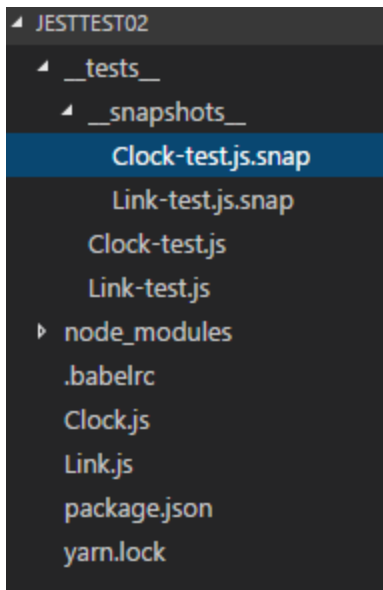 JESTTEST02
__tests__
__snapshots__
Clock-test.js.snap
Link-test.js.snap
Clock-test.js
Link-test.js
node_modules
.babelrc
Clock.js
Link.js
package.json
yarn.lock